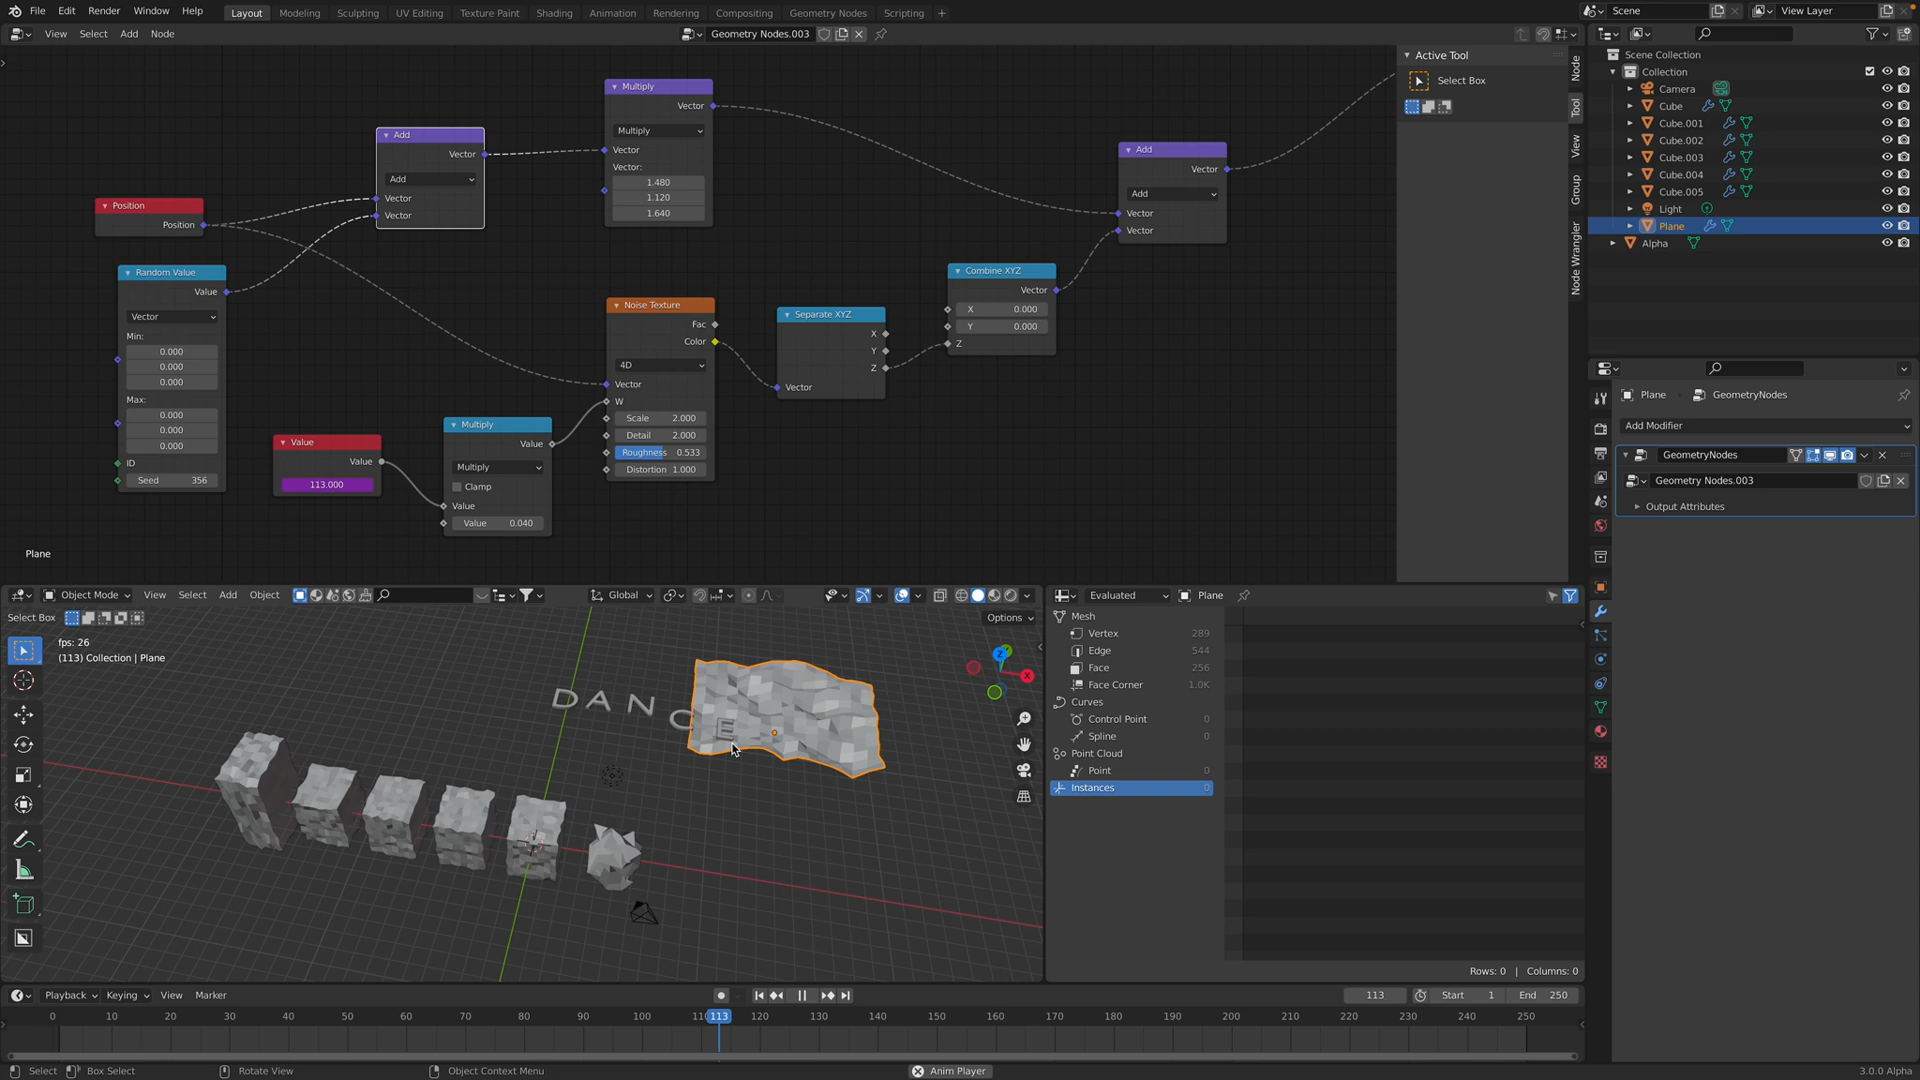 File Edit Render Window Help Layout Modeling Sculpting UV Editing Texture Paint Shading Animation Rendering Compositing Geometry Nodes Scripting + Scene View Layer
View Select Add Node Geometry Nodes.003
Scene Collection
Collection
Camera
Cube
Cube.001
Cube.002
Cube.003
Cube.004
Cube.005
Light
Plane
Alpha
Active Tool
Select Box
Node
Tool
View
Group
Node Wrangler
Multiply
Vector
Multiply
Vector
Vector:
1.480
1.120
1.640
Add
Vector
Add
Vector
Vector
Add
Vector
Add
Vector
Vector
Position
Position
Random Value
Value
Vector
Min:
0.000
0.000
0.000
Max:
0.000
0.000
0.000
ID
Seed 356
Value
Value
113.000
Multiply
Value
Multiply
Clamp
Value
Value 0.040
Noise Texture
Fac
Color
4D
Vector
W
Scale 2.000
Detail 2.000
Roughness 0.533
Distortion 1.000
Separate XYZ
X
Y
Z
Vector
Combine XYZ
Vector
X 0.000
Y 0.000
Z
Plane
Plane GeometryNodes
Add Modifier
GeometryNodes
Geometry Nodes.003
Output Attributes
Object Mode View Select Add Object Global
Select Box Options
fps: 26
(113) Collection | Plane
DANCE
Z
X
Evaluated Plane
Mesh
Vertex 289
Edge 544
Face 256
Face Corner 1.0K
Curves
Control Point 0
Spline 0
Point Cloud
Point 0
Instances 0
Rows: 0 | Columns: 0
Playback Keying View Marker 113 Start 1 End 250
0 10 20 30 40 50 60 70 80 90 100 110 113 120 130 140 150 160 170 180 190 200 210 220 230 240 250
Select Box Select Rotate View Object Context Menu Anim Player 3.0.0 Alpha